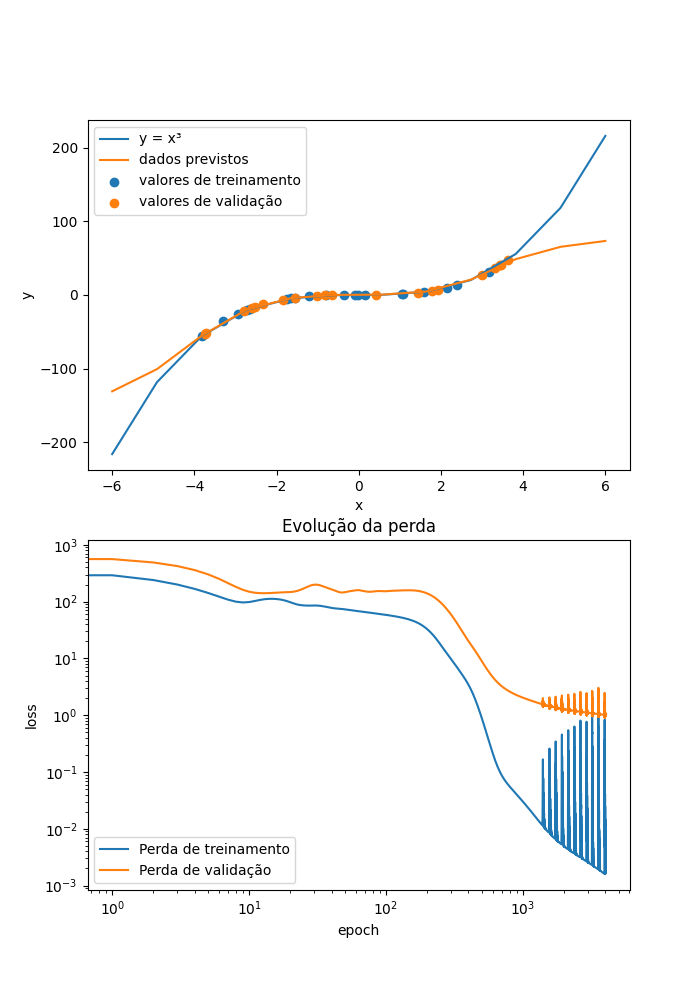 y = x³
dados previstos
valores de treinamento
valores de validação
200
100
0
−100
−200
y
−6
−4
−2
0
2
4
6
x
Evolução da perda
10³
10²
10¹
10⁰
10⁻¹
10⁻²
10⁻³
loss
Perda de treinamento
Perda de validação
10⁰
10¹
10²
10³
epoch